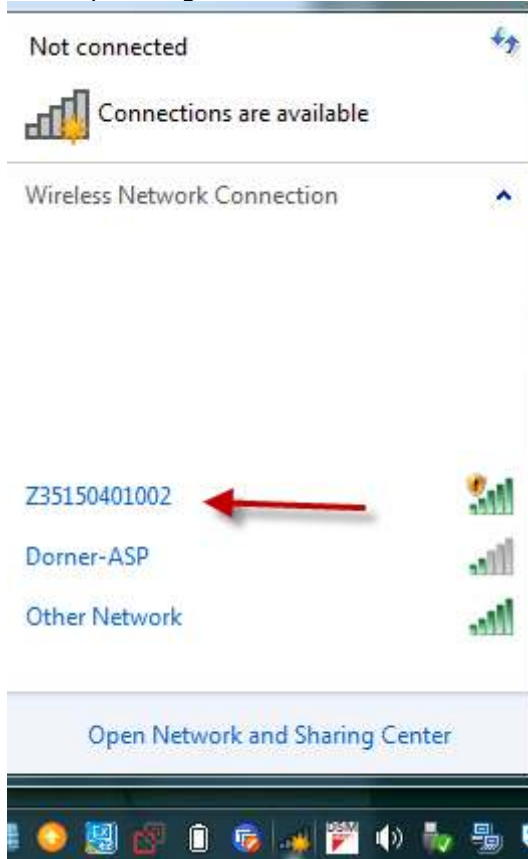 Not connected
Connections are available
Wireless Network Connection
Z35150401002
Dorner-ASP
Other Network
Open Network and Sharing Center